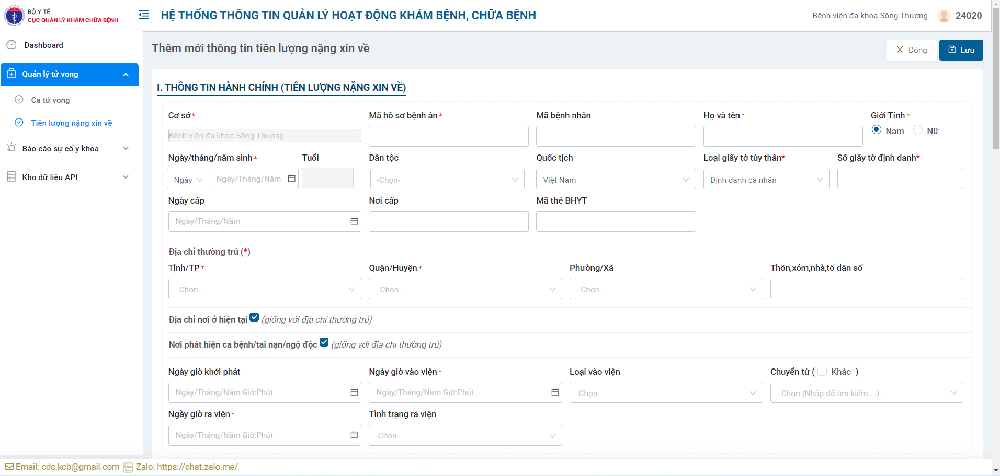 BỘ Y TẾ
CỤC QUẢN LÝ KHÁM CHỮA BỆNH
HỆ THỐNG THÔNG TIN QUẢN LÝ HOẠT ĐỘNG KHÁM BỆNH, CHỮA BỆNH
Bệnh viện đa khoa Sông Thương
24020
Dashboard
Quản lý tử vong
Ca tử vong
Tiên lượng nặng xin về
Báo cáo sự cố y khoa
Kho dữ liệu API
Thêm mới thông tin tiên lượng nặng xin về
Đóng
Lưu
I. THÔNG TIN HÀNH CHÍNH (TIÊN LƯỢNG NẶNG XIN VỀ)
Cơ sở* Mã hồ sơ bệnh án* Mã bệnh nhân Họ và tên* Giới Tính*
Bệnh viện đa khoa Sông Thương Nam Nữ
Ngày/tháng/năm sinh* Tuổi Dân tộc Quốc tịch Loại giấy tờ tùy thân* Số giấy tờ định danh*
Ngày Ngày/Tháng/Năm -Chọn- Việt Nam Định danh cá nhân
Ngày cấp Nơi cấp Mã thẻ BHYT
Ngày/Tháng/Năm
Địa chỉ thường trú (*)
Tỉnh/TP* Quận/Huyện* Phường/Xã Thôn,xóm,nhà,tổ dân số
- Chọn - - Chọn - - Chọn -
Địa chỉ nơi ở hiện tại (giống với địa chỉ thường trú)
Nơi phát hiện ca bệnh/tai nạn/ngộ độc (giống với địa chỉ thường trú)
Ngày giờ khởi phát Ngày giờ vào viện* Loại vào viện Chuyển từ ( Khác )
Ngày/Tháng/Năm Giờ:Phút Ngày/Tháng/Năm Giờ:Phút -Chọn- - Chọn (Nhập để tìm kiếm ...) -
Ngày giờ ra viện* Tình trạng ra viện
Ngày/Tháng/Năm Giờ:Phút -Chọn-
Email: cdc.kcb@gmail.com Zalo: https://chat.zalo.me/